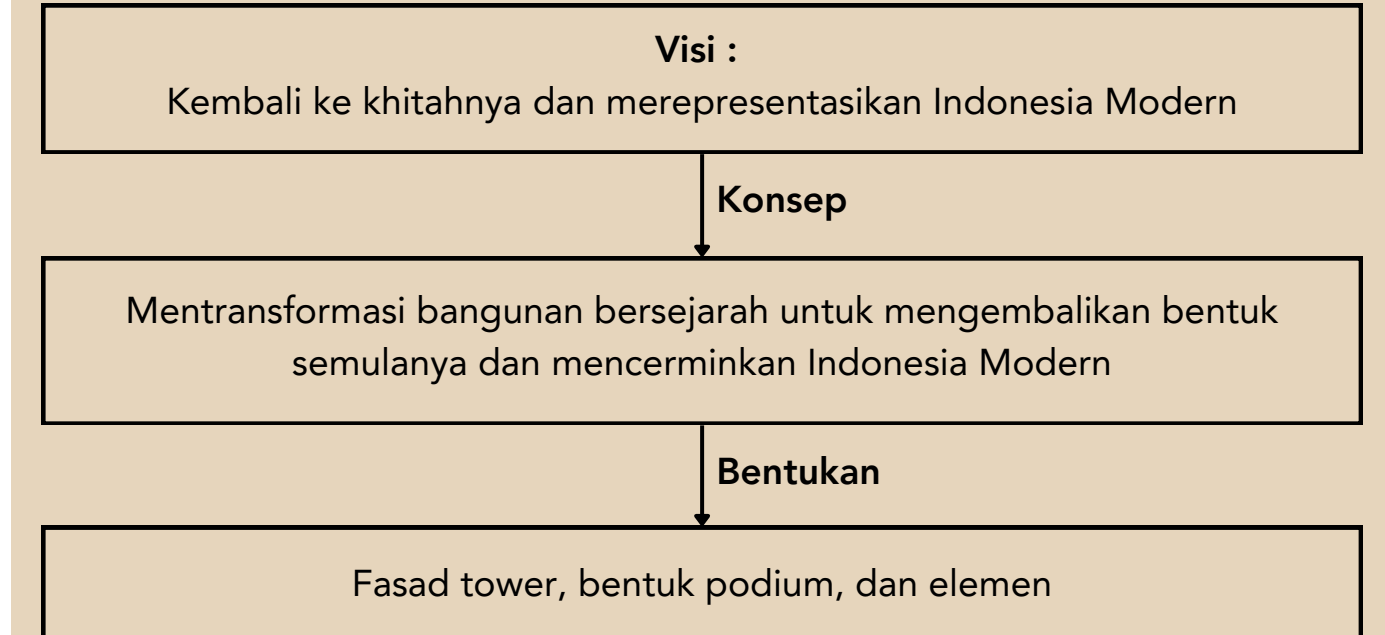 Visi :
Kembali ke khitahnya dan merepresentasikan Indonesia Modern
Konsep
Mentransformasi bangunan bersejarah untuk mengembalikan bentuk
semulanya dan mencerminkan Indonesia Modern
Bentukan
Fasad tower, bentuk podium, dan elemen